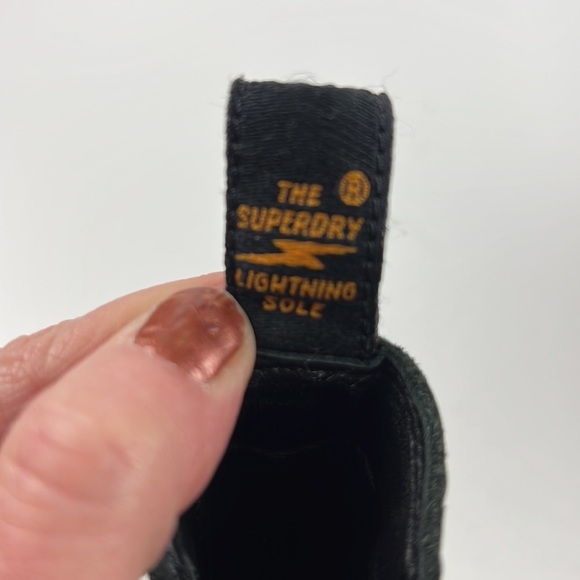 THE ®
SUPERDRY
LIGHTNING
SOLE